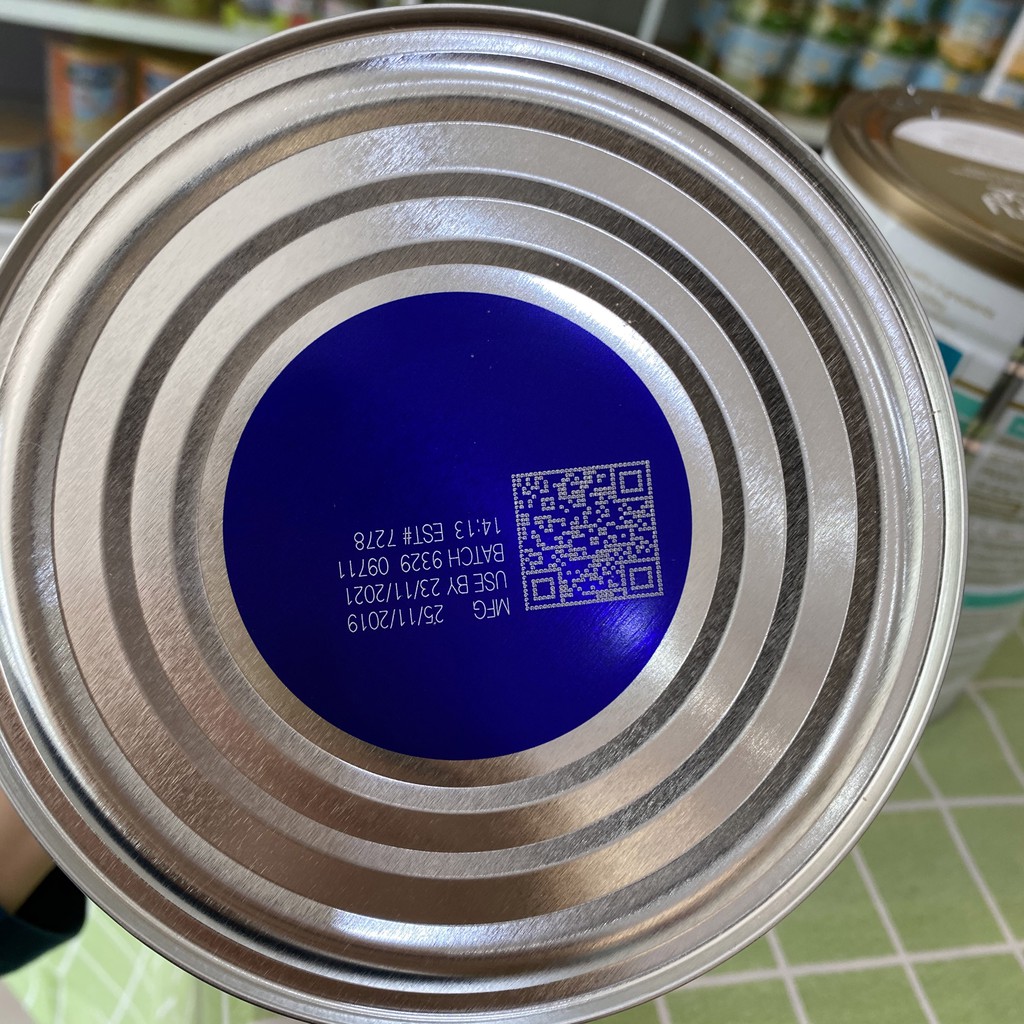 MFG 25/11/2019
USE BY 23/11/2021
BATCH 9329 09711
14:13 EST# 7278